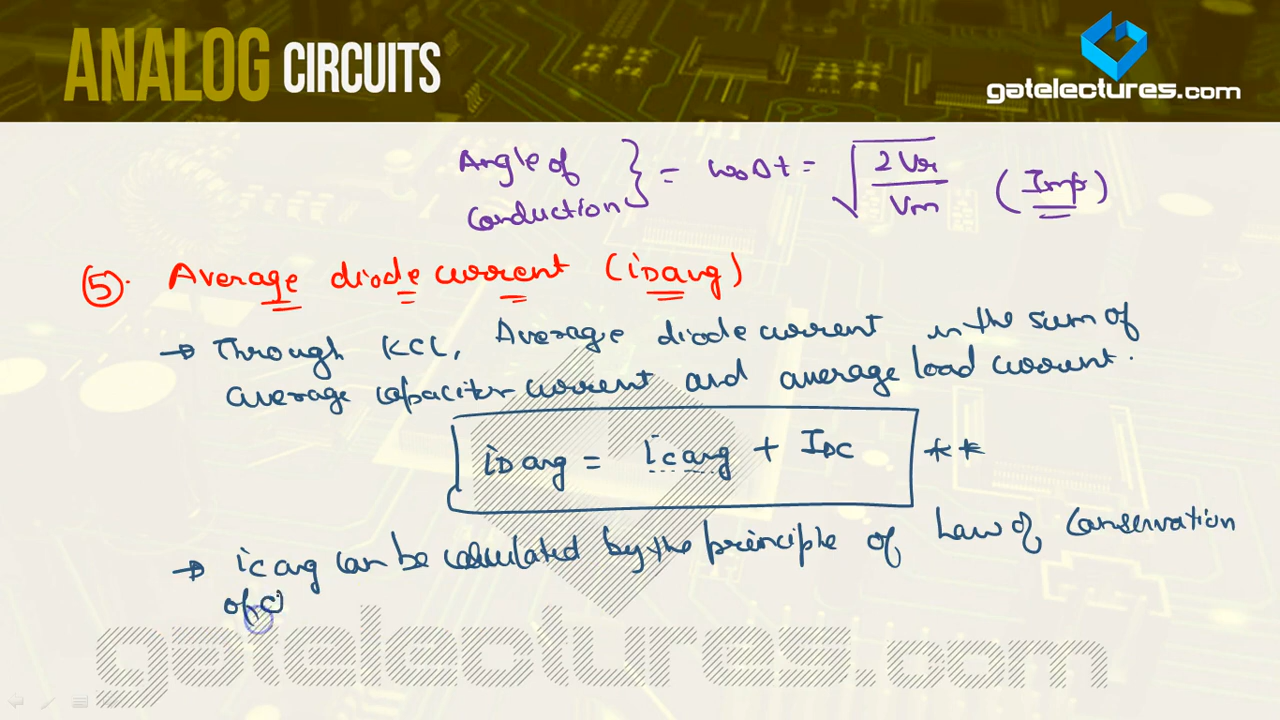 ANALOG CIRCUITS
gatelectures.com
Angle of conduction } = ω₀Δt = √(2Vr/Vm) (Imp)
⑤. Average diode current (iDavg)
→ Through KCL, Average diode current is the sum of
average capacitor current and average load current.
iDavg = icavg + IDC **
→ icavg can be calculated by the principle of Law of Conservation
of c
gatelectures.com